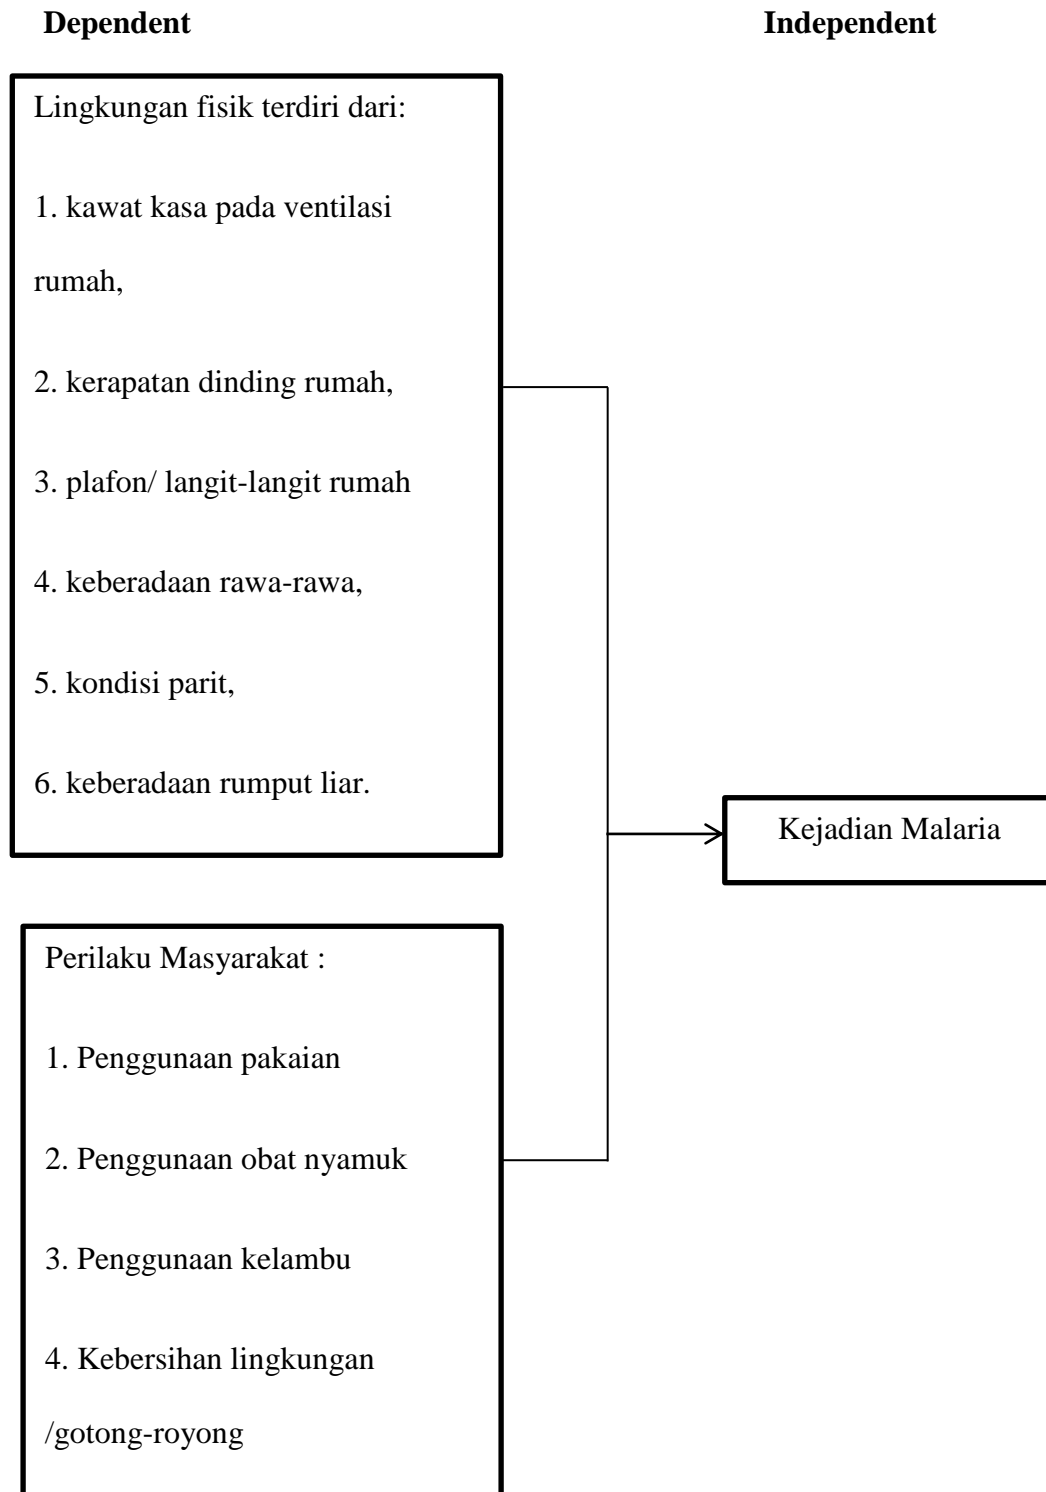 Dependent
Independent
Lingkungan fisik terdiri dari:
1. kawat kasa pada ventilasi
rumah,
2. kerapatan dinding rumah,
3. plafon/ langit-langit rumah
4. keberadaan rawa-rawa,
5. kondisi parit,
6. keberadaan rumput liar.
Kejadian Malaria
Perilaku Masyarakat :
1. Penggunaan pakaian
2. Penggunaan obat nyamuk
3. Penggunaan kelambu
4. Kebersihan lingkungan
/gotong-royong